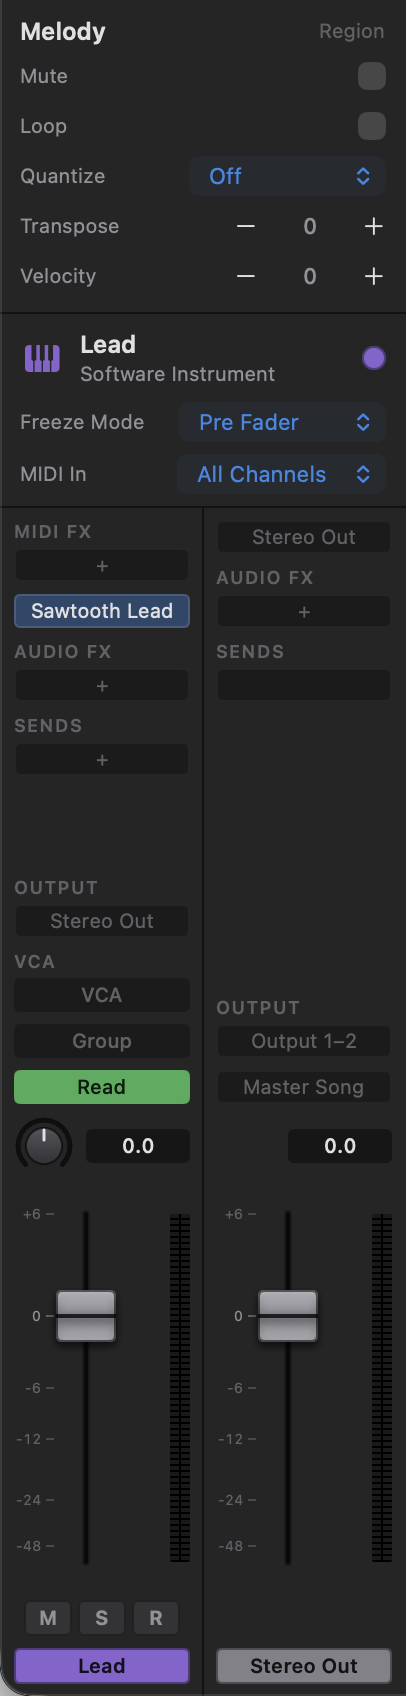 Melody Region
Mute
Loop
Quantize Off
Transpose — 0 +
Velocity — 0 +
Lead
Software Instrument
Freeze Mode Pre Fader
MIDI In All Channels
MIDI FX
+
Sawtooth Lead
AUDIO FX
+
SENDS
+
OUTPUT
Stereo Out
VCA
VCA
Group
Read
0.0
+6
0
-6
-12
-24
-48
M S R
Lead
Stereo Out
AUDIO FX
+
SENDS
OUTPUT
Output 1–2
Master Song
0.0
+6
0
-6
-12
-24
-48
Stereo Out